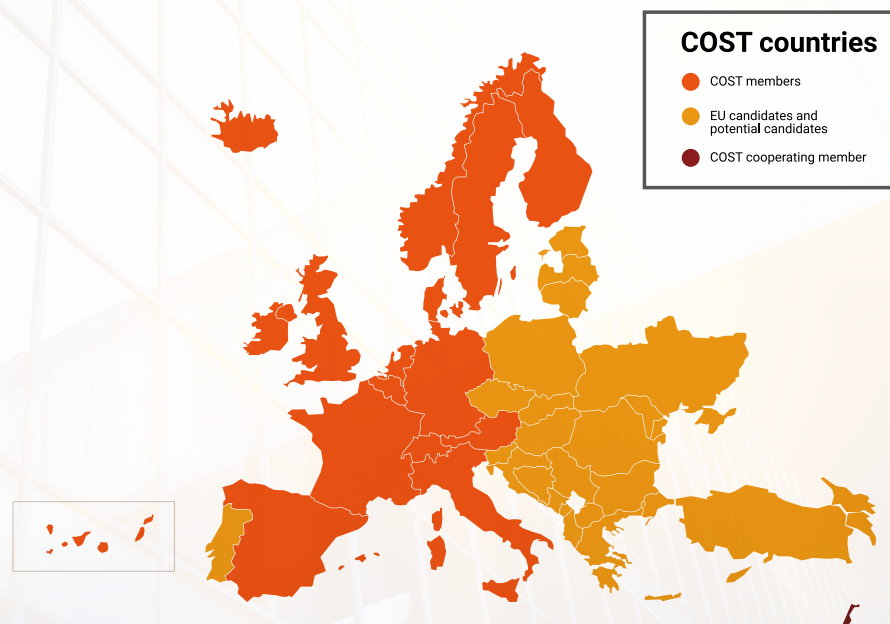 COST countries
COST members
EU candidates and
potential candidates
COST cooperating member